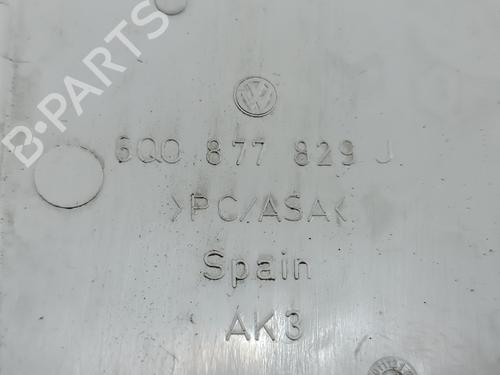 B-PARTS
6Q0 877 829 J
>PC/ASA<
Spain
AK3